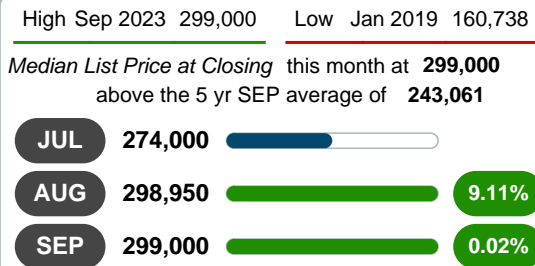 High Sep 2023 299,000 Low Jan 2019 160,738
Median List Price at Closing this month at 299,000
above the 5 yr SEP average of 243,061
JUL 274,000
AUG 298,950 9.11%
SEP 299,000 0.02%